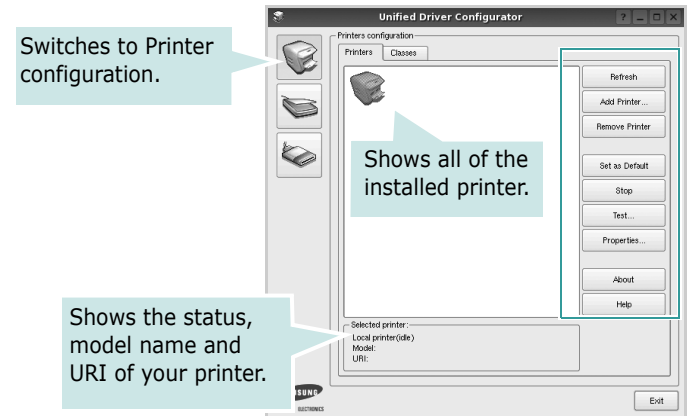 Unified Driver Configurator
Switches to Printer
configuration.
Printers configuration
Printers
Classes
Refresh
Add Printer...
Remove Printer
Shows all of the
installed printer.
Set as Default
Stop
Test...
Properties...
About
Help
Shows the status,
model name and
URI of your printer.
Selected printer:
Local printer(idle)
Model:
URI:
ELECTRONICS
Exit